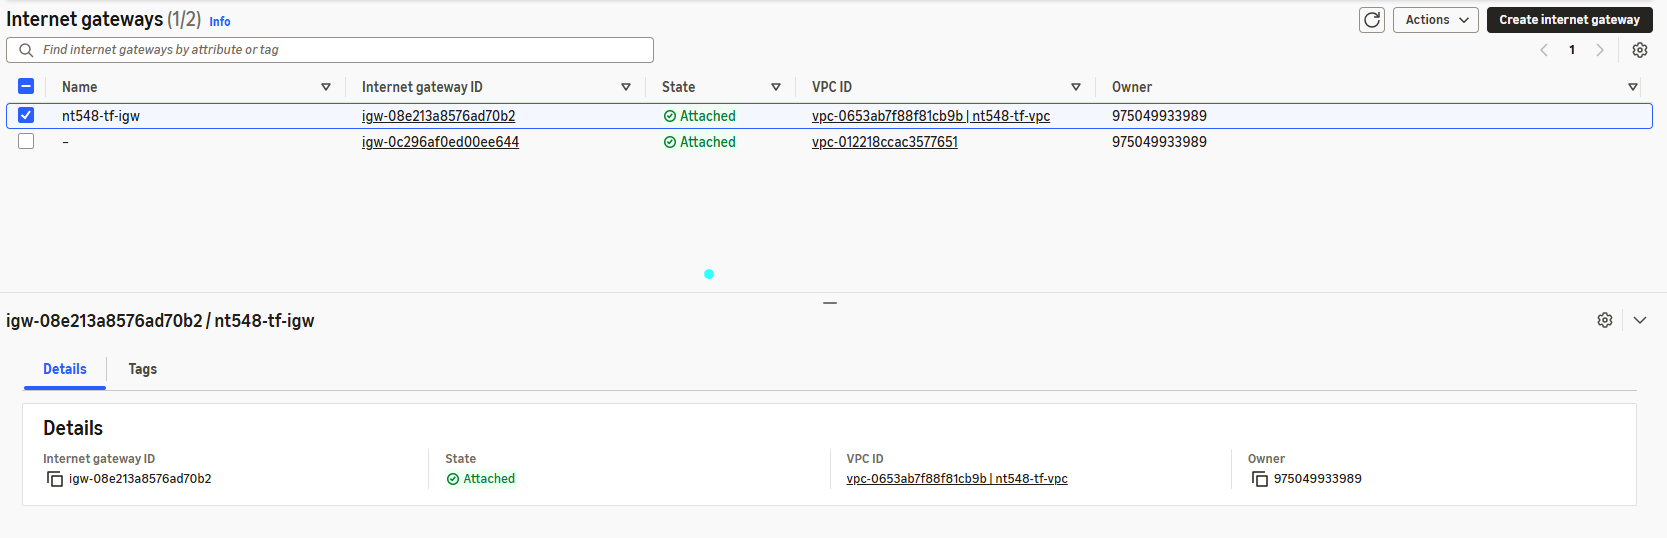 Internet gateways (1/2) Info
Actions
Create internet gateway
Find internet gateways by attribute or tag
1
Name Internet gateway ID State VPC ID Owner
nt548-tf-igw igw-08e213a8576ad70b2 Attached vpc-0653ab7f88f81cb9b | nt548-tf-vpc 975049933989
– igw-0c296af0ed00ee644 Attached vpc-012218ccac3577651 975049933989
igw-08e213a8576ad70b2 / nt548-tf-igw
Details Tags
Details
Internet gateway ID State VPC ID Owner
igw-08e213a8576ad70b2 Attached vpc-0653ab7f88f81cb9b | nt548-tf-vpc 975049933989